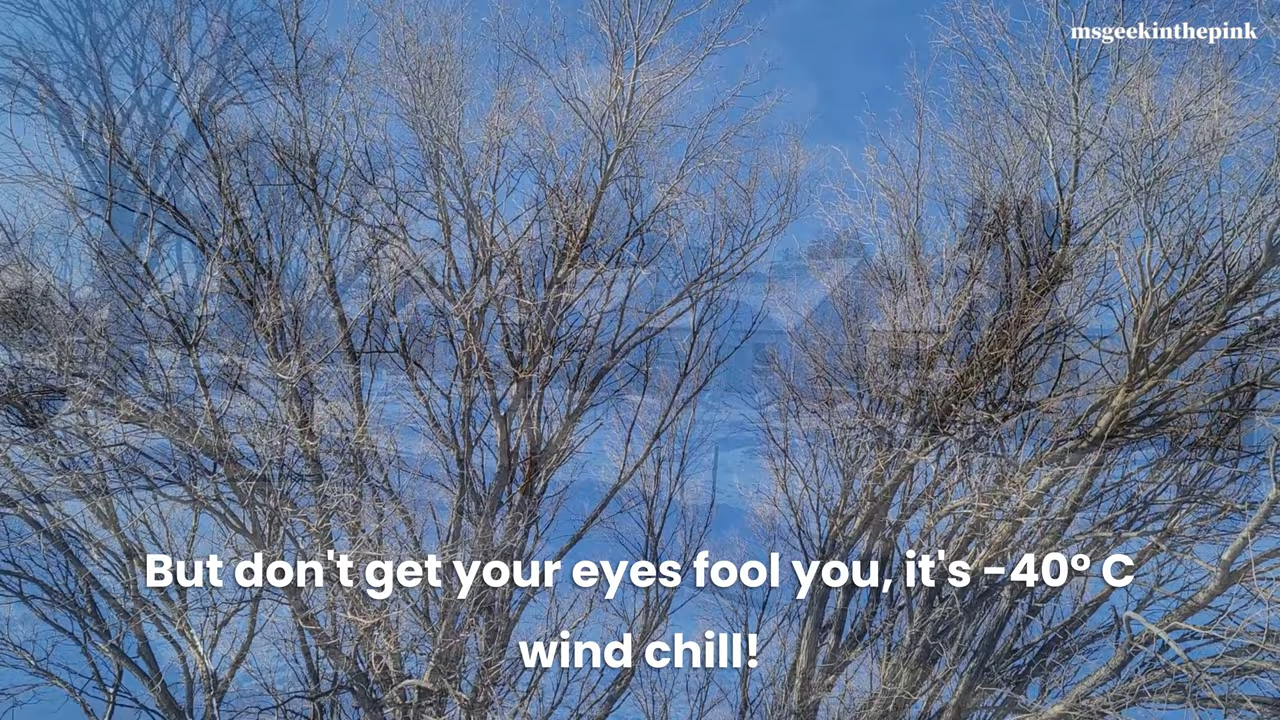 msgeekinthepink
But don't get your eyes fool you, it's -40° C
wind chill!